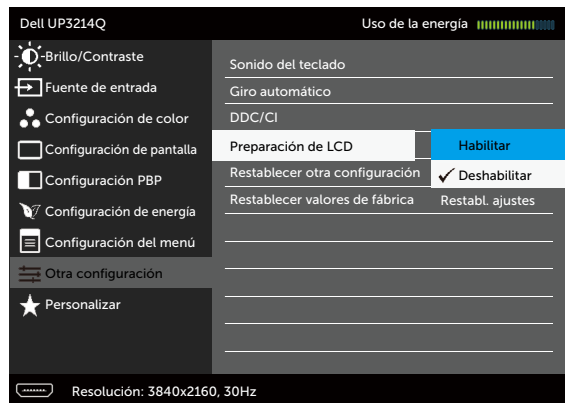 Dell UP3214Q
Uso de la energía
Brillo/Contraste
Fuente de entrada
Configuración de color
Configuración de pantalla
Configuración PBP
Configuración de energía
Configuración del menú
Otra configuración
Personalizar
Sonido del teclado
Giro automático
DDC/CI
Preparación de LCD
Habilitar
Deshabilitar
Restablecer otra configuración
Restablecer valores de fábrica
Restabl. ajustes
Resolución: 3840x2160, 30Hz